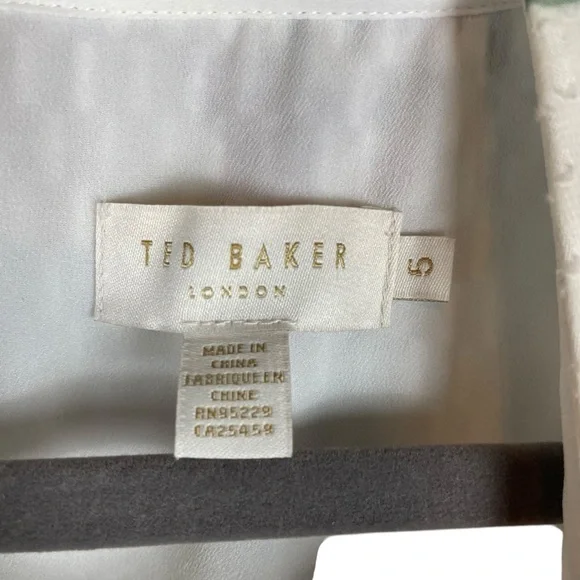 TED BAKER
LONDON
5
MADE IN
CHINA
FABRIQUE EN
CHINE
RN95229
CA25459